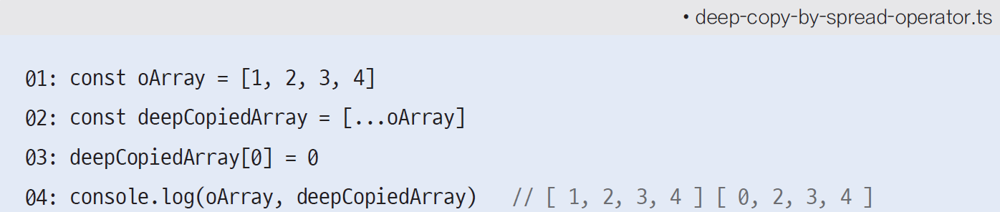 • deep-copy-by-spread-operator.ts
01: const oArray = [1, 2, 3, 4]
02: const deepCopiedArray = [...oArray]
03: deepCopiedArray[0] = 0
04: console.log(oArray, deepCopiedArray)   // [ 1, 2, 3, 4 ] [ 0, 2, 3, 4 ]